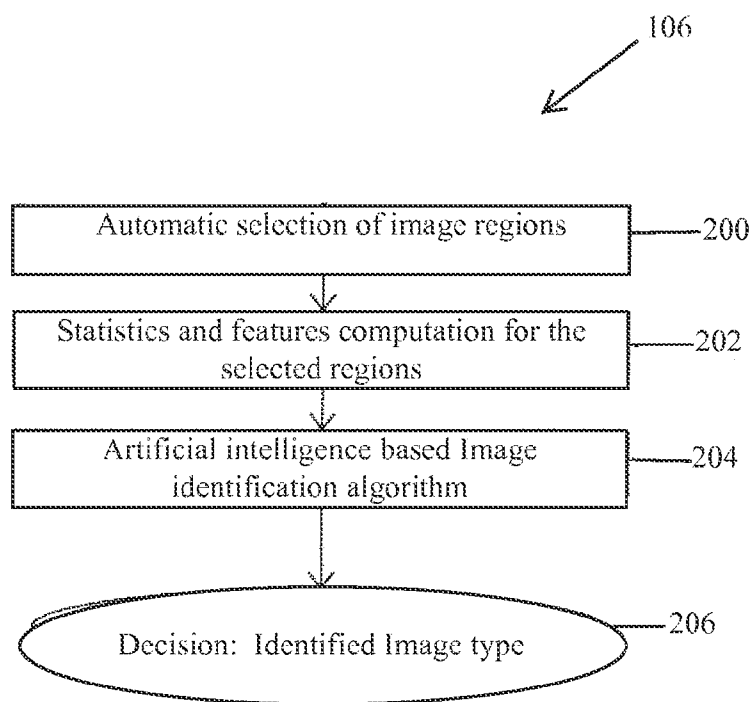 106
Automatic selection of image regions
200
Statistics and features computation for the
selected regions
202
Artificial intelligence based Image
identification algorithm
204
Decision: Identified Image type
206